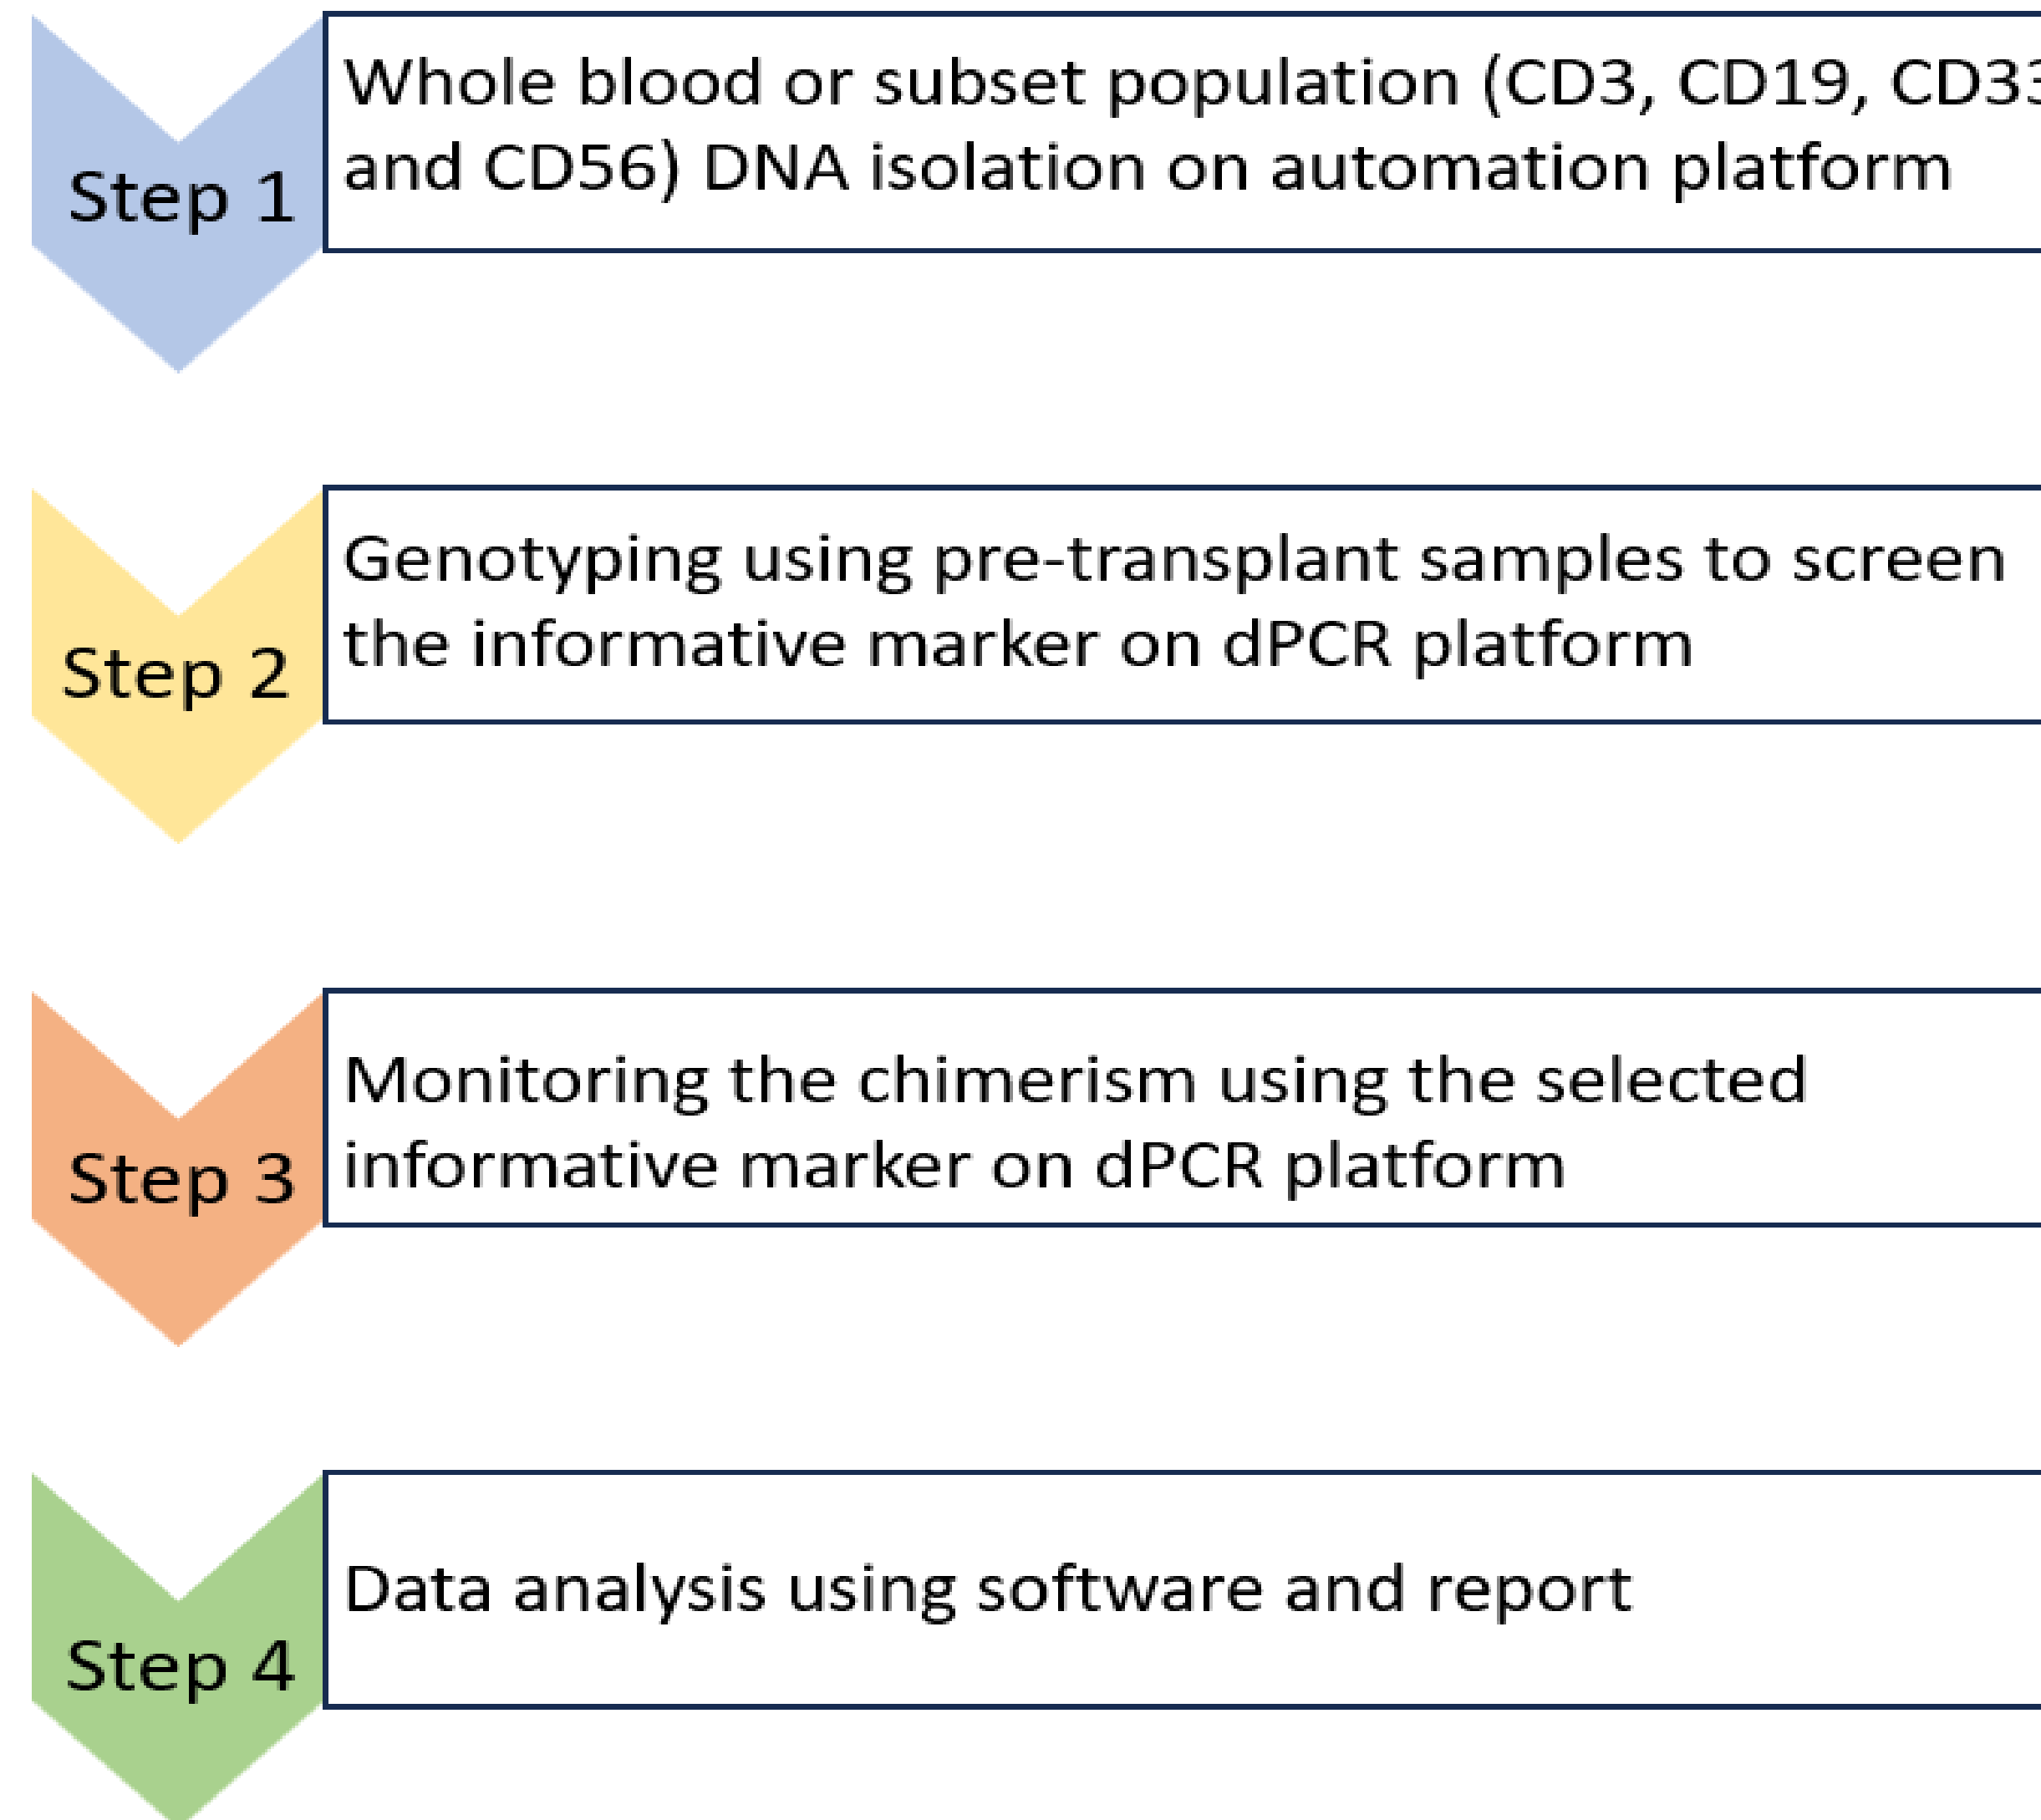 Step 1
Whole blood or subset population (CD3, CD19, CD33
and CD56) DNA isolation on automation platform
Step 2
Genotyping using pre-transplant samples to screen
the informative marker on dPCR platform
Step 3
Monitoring the chimerism using the selected
informative marker on dPCR platform
Step 4
Data analysis using software and report